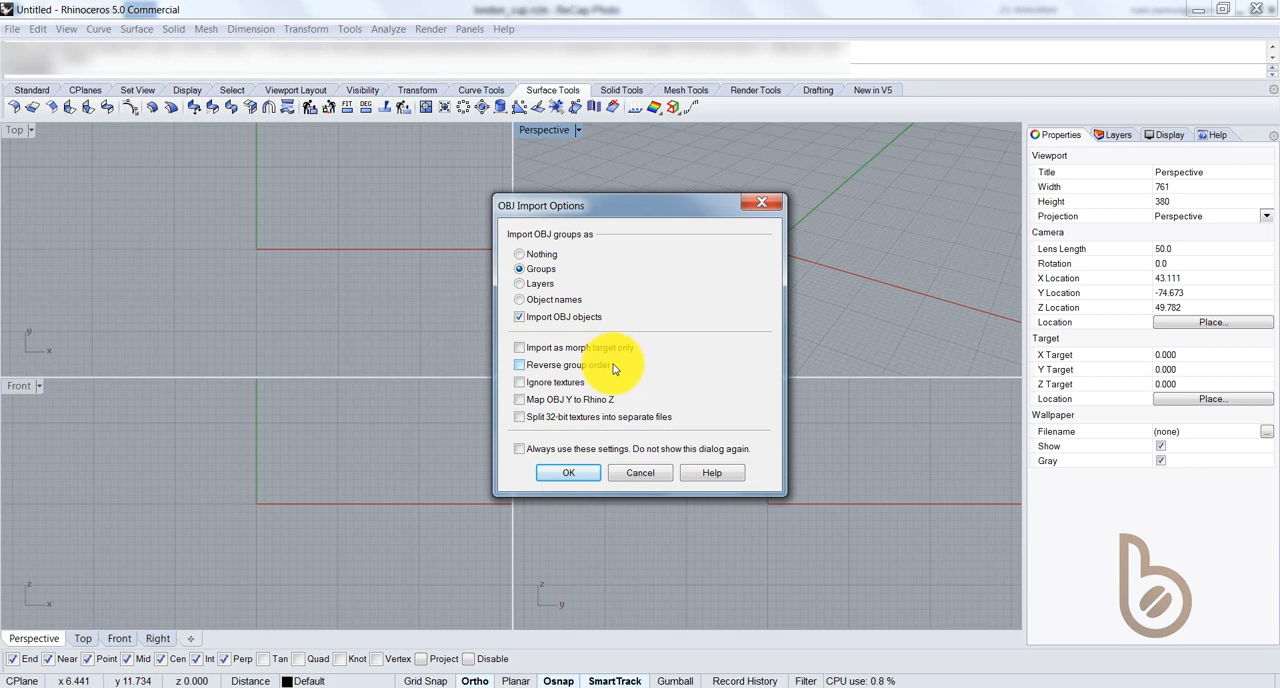 Untitled - Rhinoceros 5.0 Commercial
File Edit View Curve Surface Solid Mesh Dimension Transform Tools Analyze Render Panels Help
Standard CPlanes Set View Display Select Viewport Layout Visibility Transform Curve Tools Surface Tools Solid Tools Mesh Tools Render Tools Drafting New in V5
Top
Perspective
Properties Layers Display Help
Viewport
Title Perspective
Width 761
Height 380
Projection Perspective
Camera
Lens Length 50.0
Rotation 0.0
X Location 43.111
Y Location -74.673
Z Location 49.782
Location Place...
Target
X Target 0.000
Y Target 0.000
Z Target 0.000
Location Place...
Wallpaper
Filename (none) ...
Show
Gray
OBJ Import Options
Import OBJ groups as
Nothing
Groups
Layers
Object names
Import OBJ objects
Import as morph target only
Reverse group order
Ignore textures
Map OBJ Y to Rhino Z
Split 32-bit textures into separate files
Always use these settings. Do not show this dialog again.
OK Cancel Help
y
x
Front
z
x
z
y
Perspective Top Front Right
End Near Point Mid Cen Int Perp Tan Quad Knot Vertex Project Disable
CPlane x 6.441 y 11.734 z 0.000 Distance Default Grid Snap Ortho Planar Osnap SmartTrack Gumball Record History Filter CPU use: 0.8 %